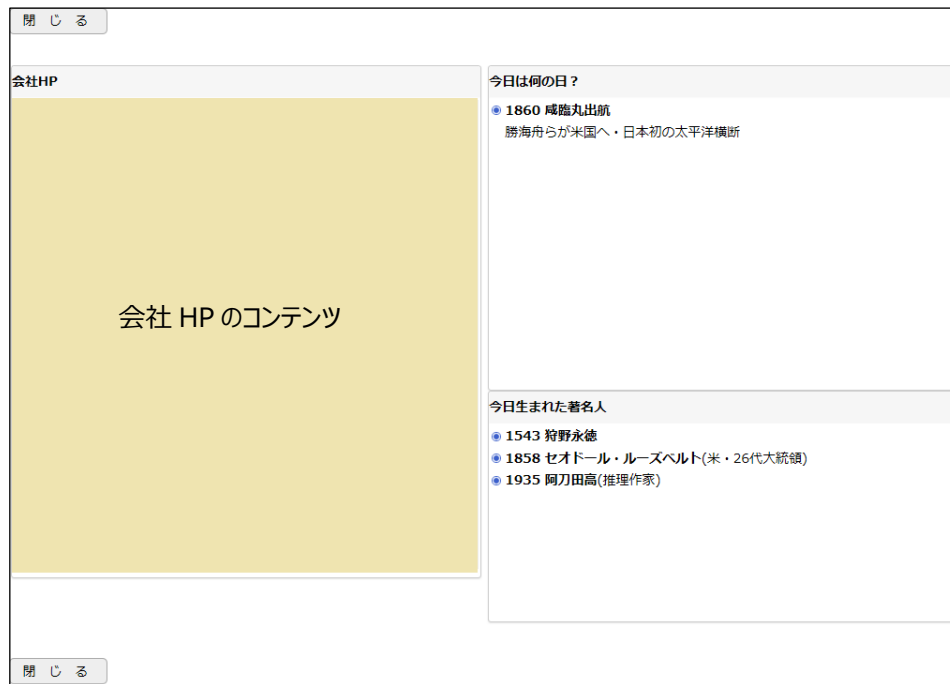 閉 じ る
会社HP
会社 HP のコンテンツ
今日は何の日？
1860 咸臨丸出航
勝海舟らが米国へ・日本初の太平洋横断
今日生まれた著名人
1543 狩野永徳
1858 セオドール・ルーズベルト(米・26代大統領)
1935 阿刀田高(推理作家)
閉 じ る